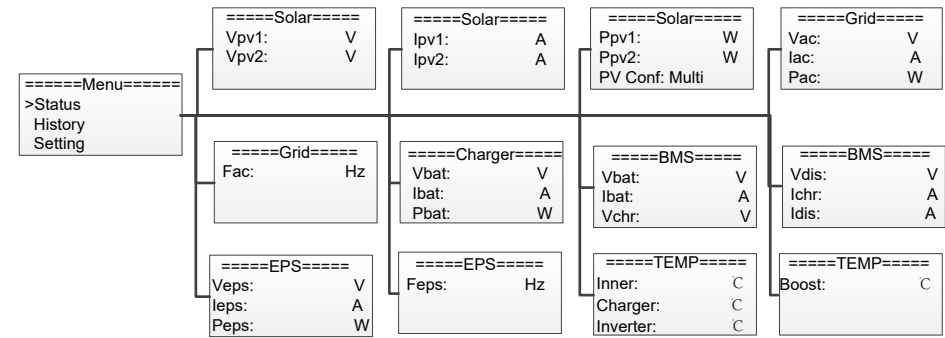 ======Menu======
>Status
History
Setting
=====Solar=====
Vpv1: V
Vpv2: V
=====Solar=====
Ipv1: A
Ipv2: A
=====Solar=====
Ppv1: W
Ppv2: W
PV Conf: Multi
=====Grid=====
Vac: V
Iac: A
Pac: W
=====Grid=====
Fac: Hz
=====Charger=====
Vbat: V
Ibat: A
Pbat: W
=====BMS=====
Vbat: V
Ibat: A
Vchr: V
=====BMS=====
Vdis: V
Ichr: A
Idis: A
=====EPS=====
Veps: V
Ieps: A
Peps: W
=====EPS=====
Feps: Hz
=====TEMP=====
Inner: ℃
Charger: ℃
Inverter: ℃
=====TEMP=====
Boost: ℃